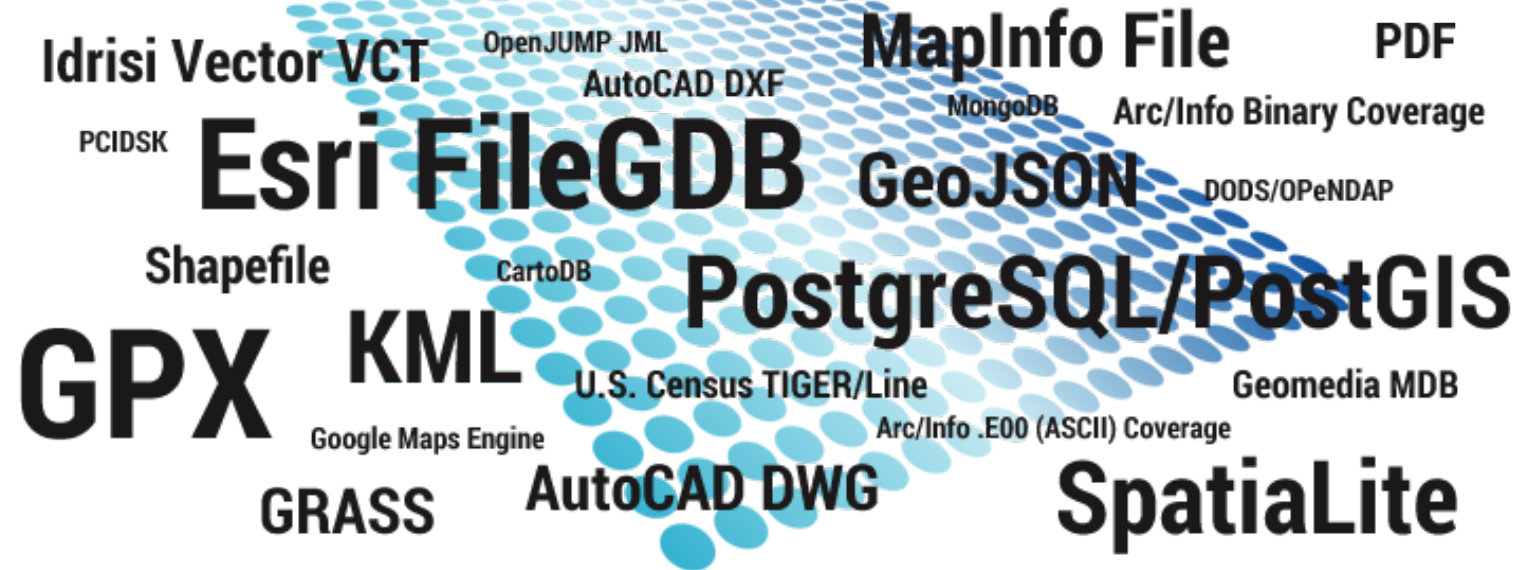 Idrisi Vector VCT
OpenJUMP JML
MapInfo File
PDF
AutoCAD DXF
MongoDB
Arc/Info Binary Coverage
PCIDSK
Esri FileGDB
GeoJSON
DODS/OPeNDAP
Shapefile
CartoDB
PostgreSQL/PostGIS
GPX
KML
U.S. Census TIGER/Line
Geomedia MDB
Google Maps Engine
Arc/Info .E00 (ASCII) Coverage
GRASS
AutoCAD DWG
SpatiaLite